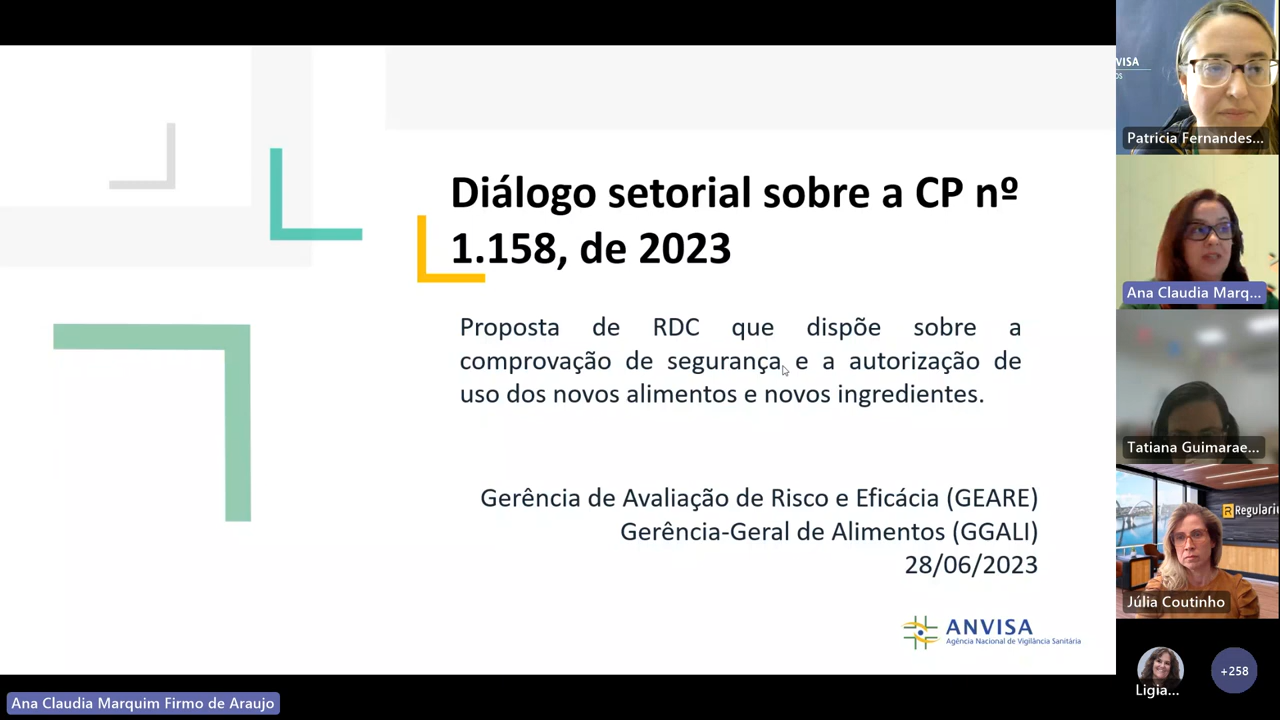 Diálogo setorial sobre a CP nº
1.158, de 2023
Proposta de RDC que dispõe sobre a
comprovação de segurança e a autorização de
uso dos novos alimentos e novos ingredientes.
Gerência de Avaliação de Risco e Eficácia (GEARE)
Gerência-Geral de Alimentos (GGALI)
28/06/2023
ANVISA
Agência Nacional de Vigilância Sanitária
Ana Claudia Marquim Firmo de Araujo
VISA
OS
Patricia Fernandes...
Ana Claudia Marq...
Tatiana Guimarae...
Regulariu
Júlia Coutinho
Ligia...
+258